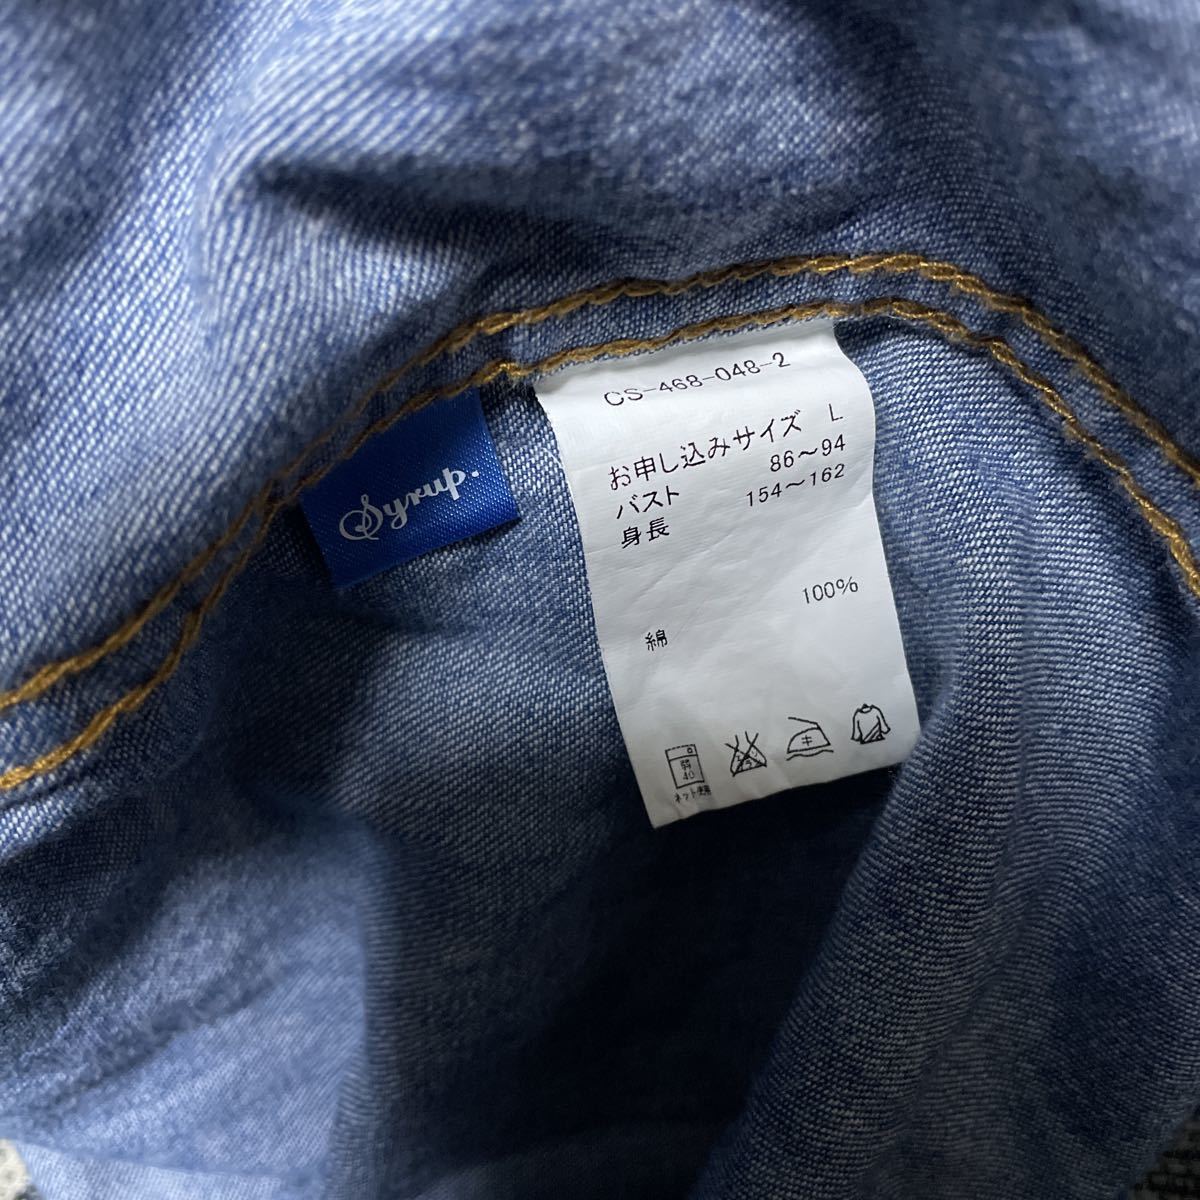 Syrup.
CS-468-048-2
お申し込みサイズ L
バスト 86～94
身長 154～162
綿 100%
弱
40
ネット使用